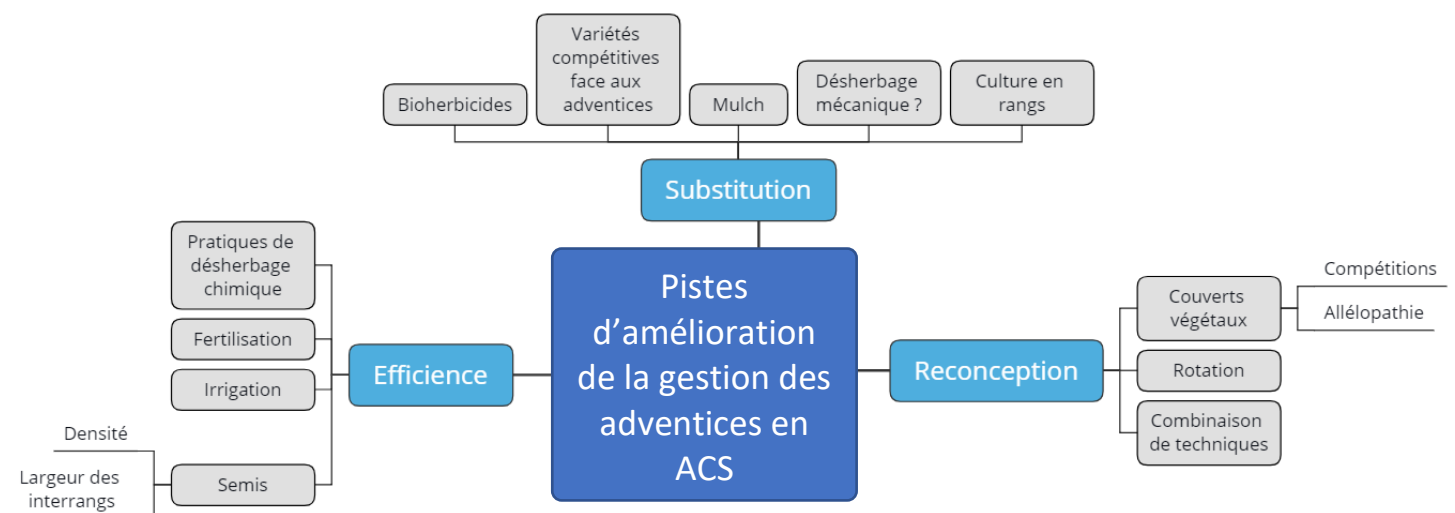 Variétés
compétitives
face aux
adventices
Bioherbicides
Mulch
Désherbage
mécanique ?
Culture en
rangs
Substitution
Pratiques de
désherbage
chimique
Fertilisation
Irrigation
Efficience
Densité
Largeur des
interrangs
Semis
Pistes
d’amélioration
de la gestion des
adventices en
ACS
Reconception
Couverts
végétaux
Compétitions
Allélopathie
Rotation
Combinaison
de techniques